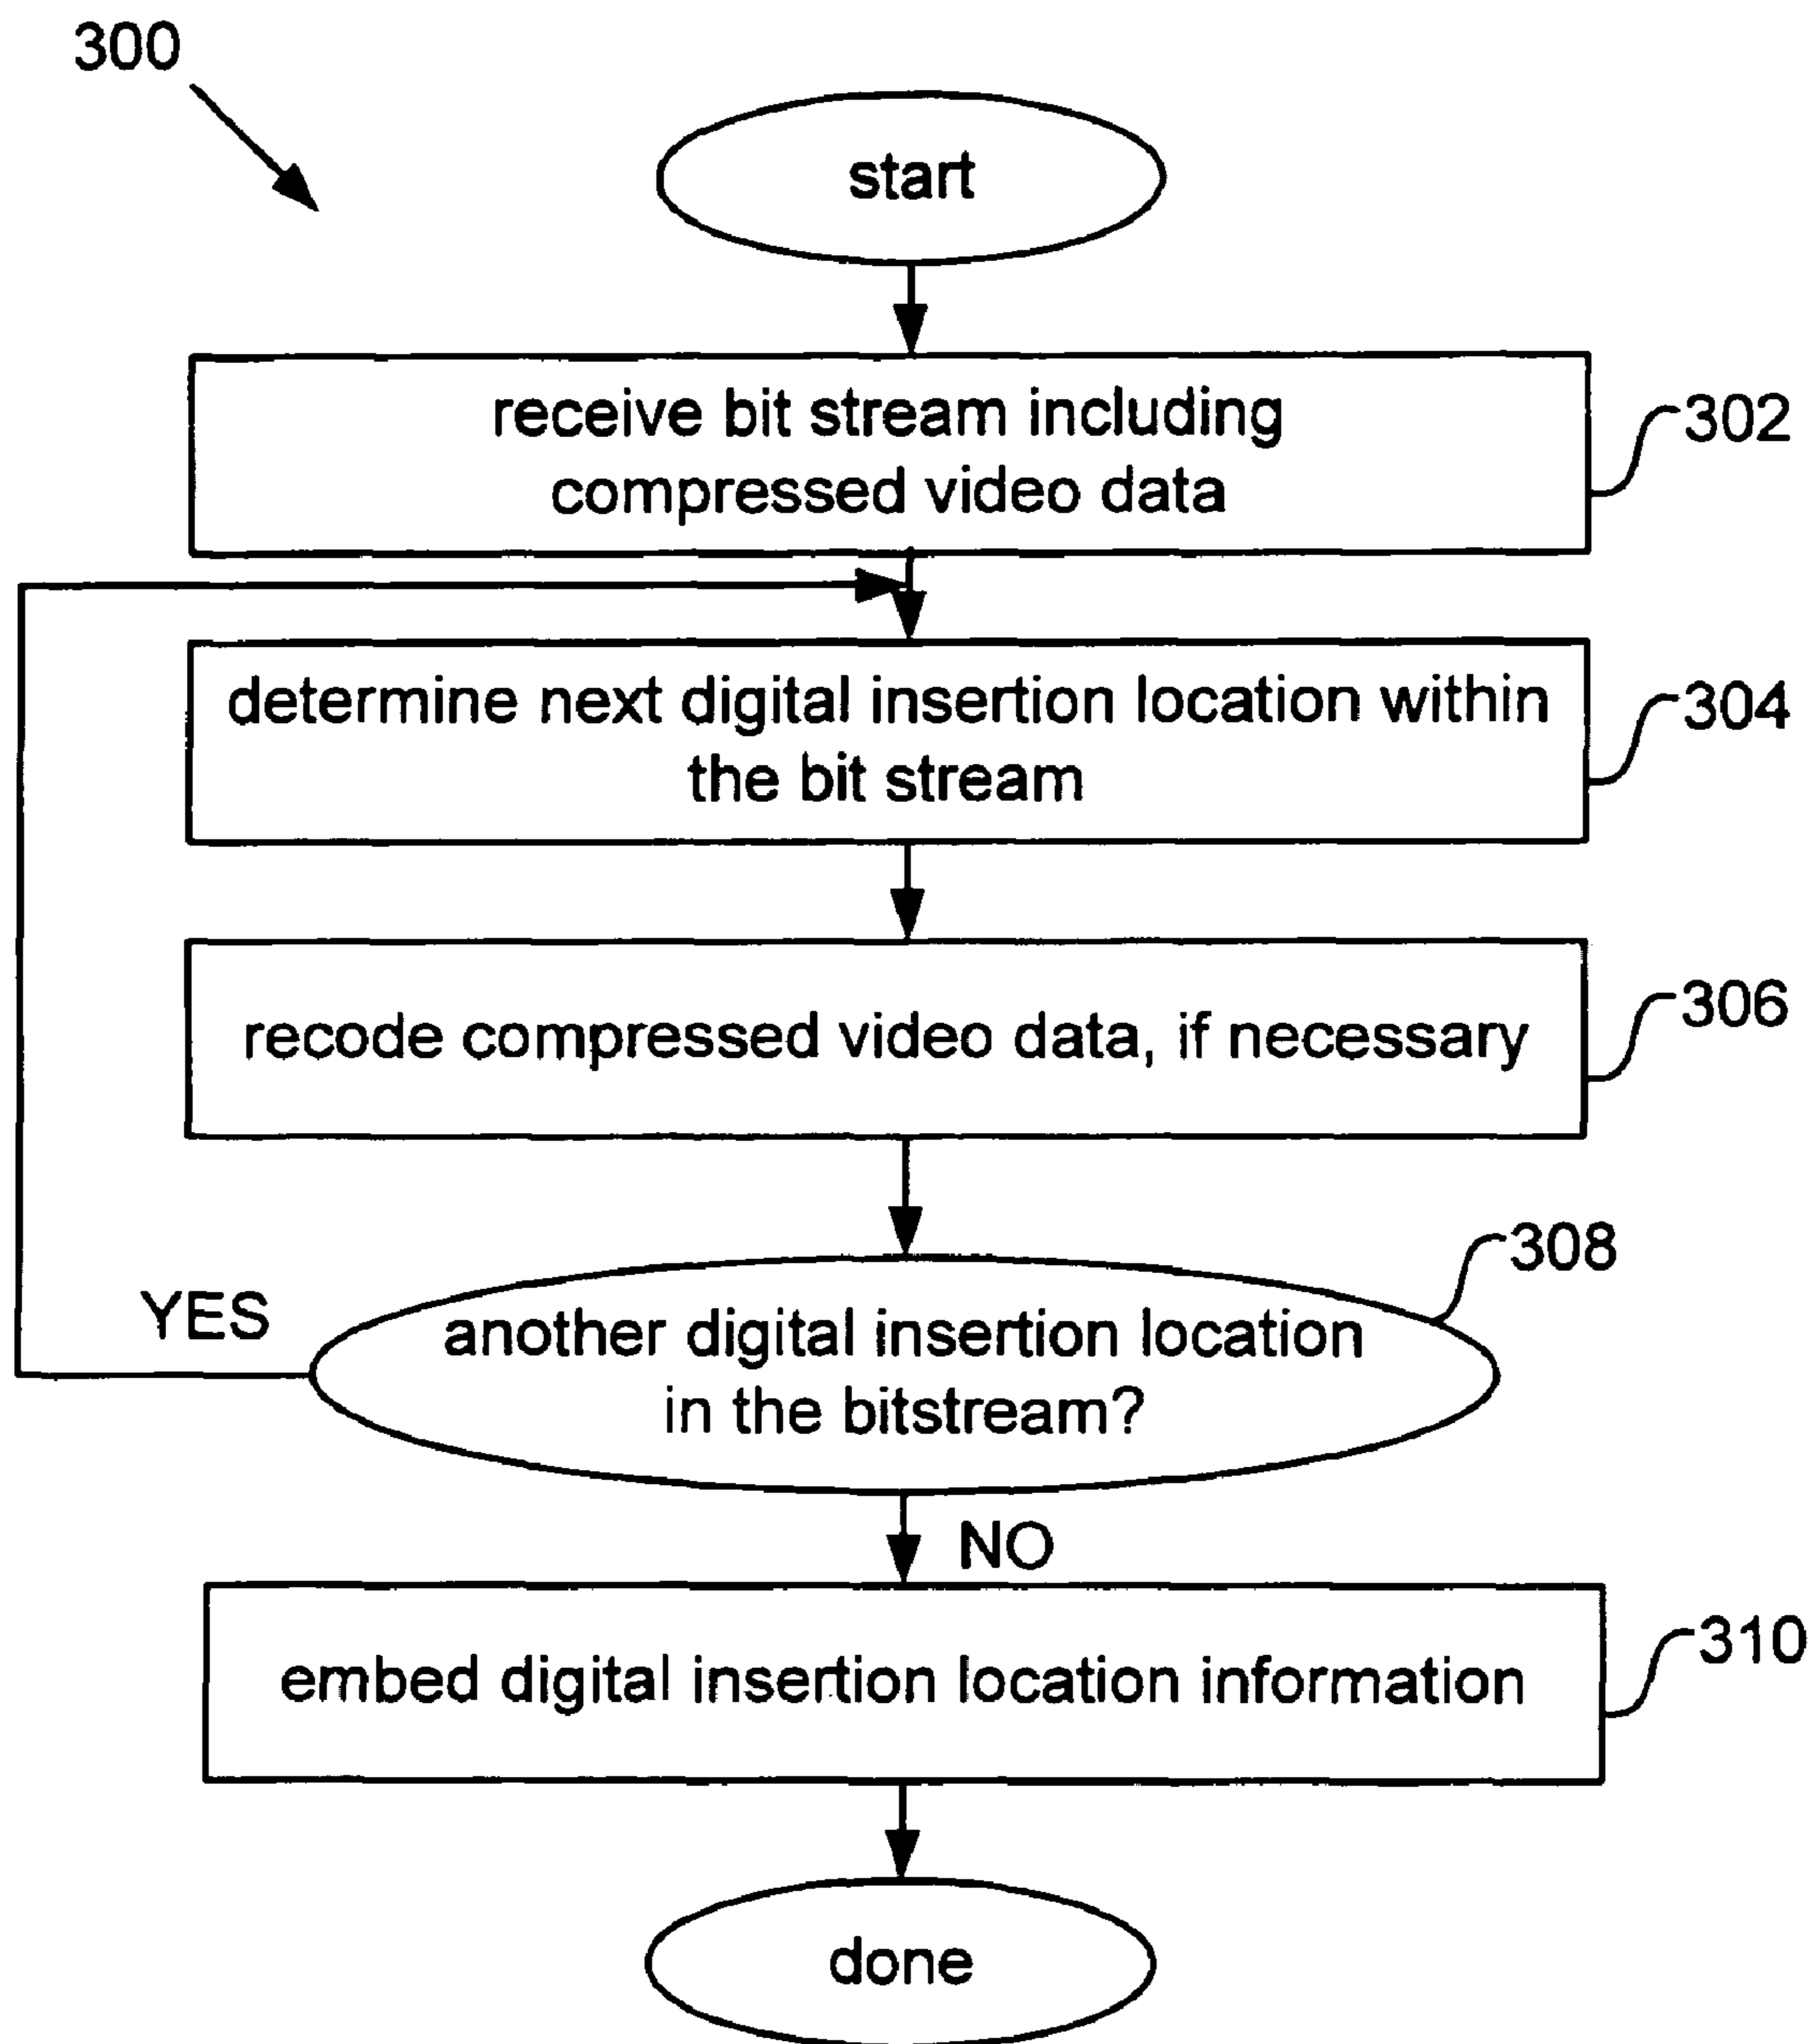 300
start
receive bit stream including
compressed video data
302
determine next digital insertion location within
the bit stream
304
recode compressed video data, if necessary
306
another digital insertion location
in the bitstream?
308
YES
NO
embed digital insertion location information
310
done